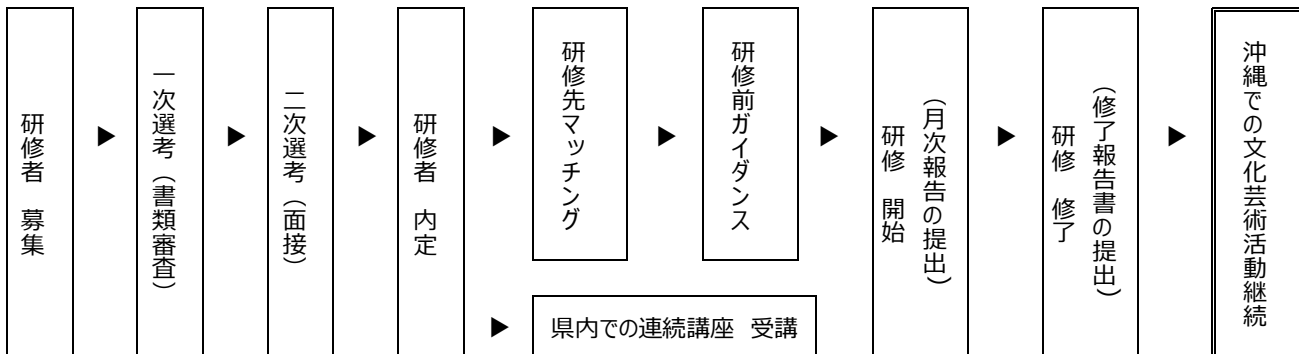 研修者 募集
▶
一次選考（書類審査）
▶
二次選考（面接）
▶
研修者 内定
▶
研修先マッチング
▶
研修前ガイダンス
▶
県内での連続講座 受講
▶
（月次報告の提出）
研修 開始
▶
（修了報告書の提出）
研修 修了
▶
沖縄での文化芸術活動継続